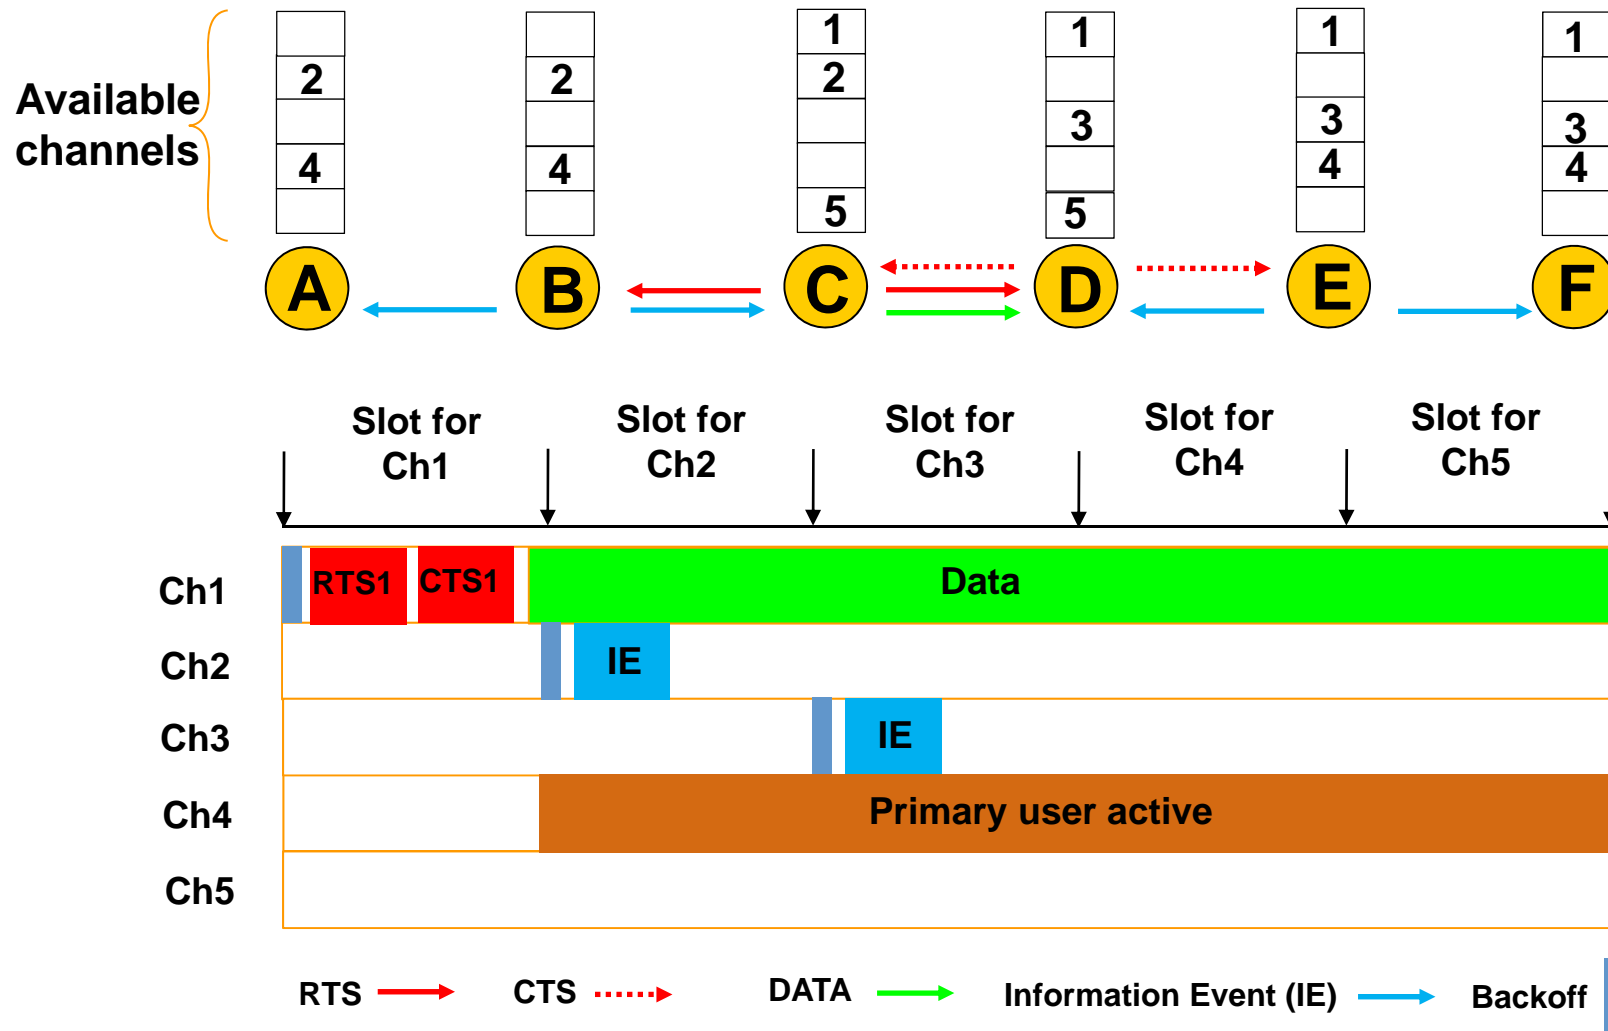 1 1 1 1
2 2 2
Available
3 3 3
channels
4 4 4 4
5 5
A B C D E F
Slot for Slot for Slot for Slot for Slot for
Ch1 Ch2 Ch3 Ch4 Ch5
Ch1 RTS1 CTS1 Data
Ch2 IE
Ch3 IE
Ch4 Primary user active
Ch5
RTS CTS DATA Information Event (IE) Backoff